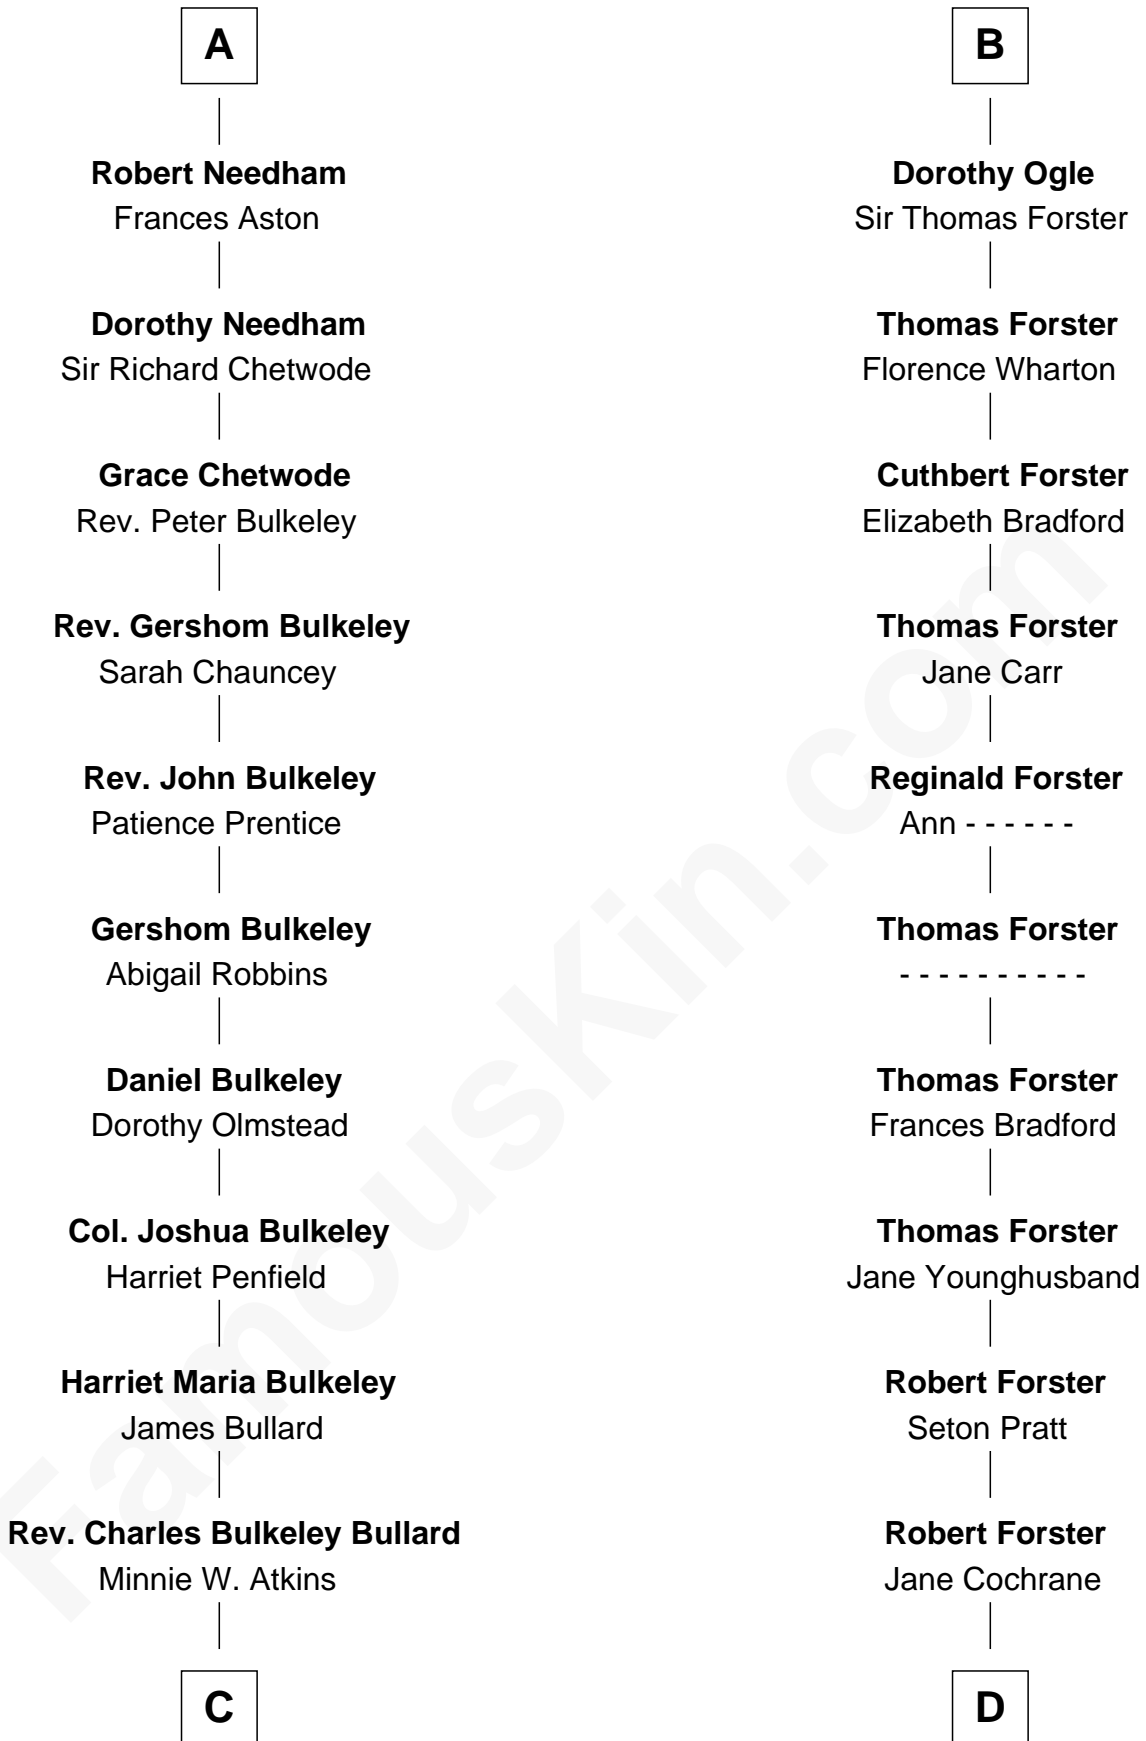 A
Robert Needham
Frances Aston
Dorothy Needham
Sir Richard Chetwode
Grace Chetwode
Rev. Peter Bulkeley
Rev. Gershom Bulkeley
Sarah Chauncey
Rev. John Bulkeley
Patience Prentice
Gershom Bulkeley
Abigail Robbins
Daniel Bulkeley
Dorothy Olmstead
Col. Joshua Bulkeley
Harriet Penfield
Harriet Maria Bulkeley
James Bullard
Rev. Charles Bulkeley Bullard
Minnie W. Atkins
C
B
Dorothy Ogle
Sir Thomas Forster
Thomas Forster
Florence Wharton
Cuthbert Forster
Elizabeth Bradford
Thomas Forster
Jane Carr
Reginald Forster
Ann - - - - - -
Thomas Forster
- - - - - - - - - -
Thomas Forster
Frances Bradford
Thomas Forster
Jane Younghusband
Robert Forster
Seton Pratt
Robert Forster
Jane Cochrane
D
FamousKin.com